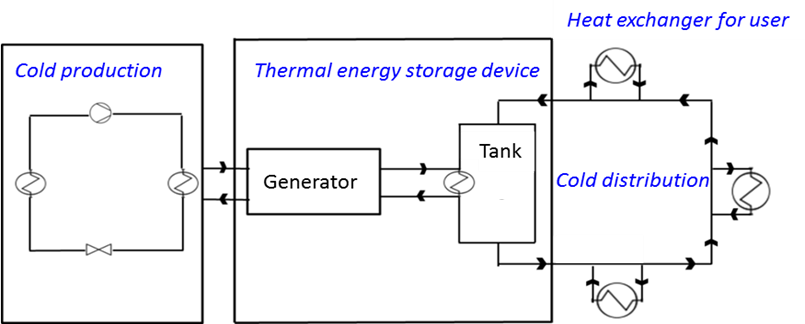 Heat exchanger for user
Cold production
Thermal energy storage device
Tank
Generator
Cold distribution